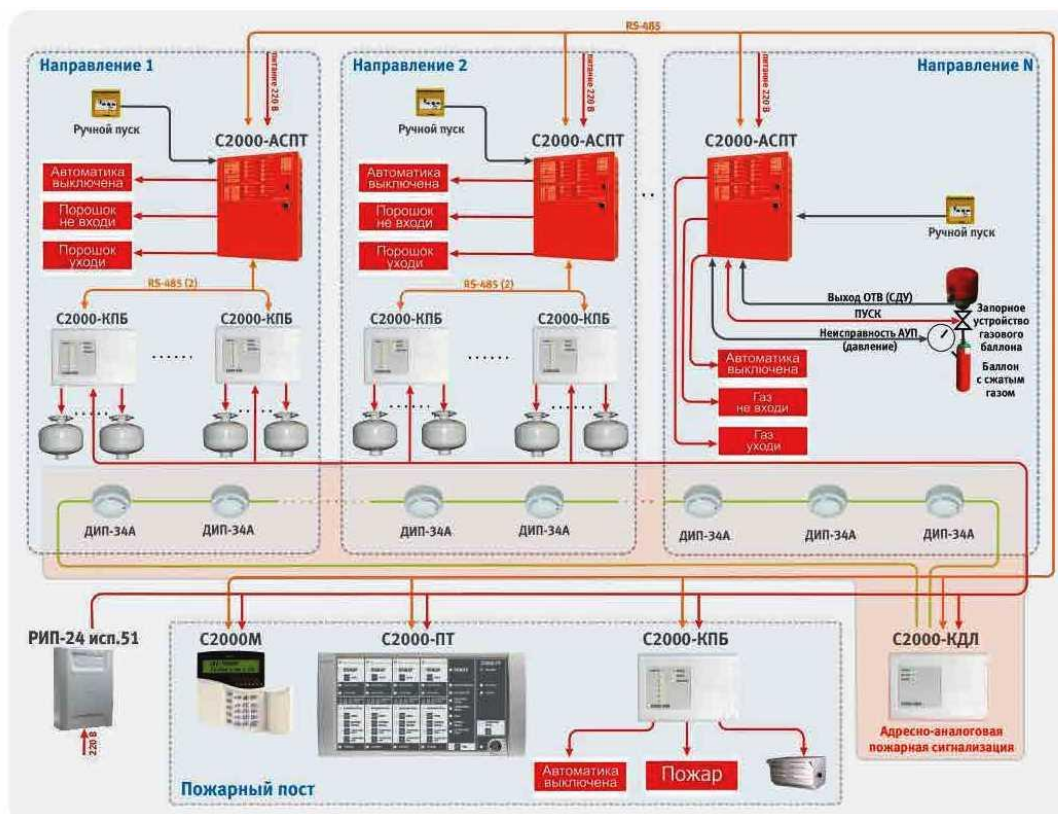 RS-485
Направление 1
питание 220 В
Ручной пуск
С2000-АСПТ
Автоматика
выключена
Порошок
не входи
Порошок
уходи
RS-485 (2)
С2000-КПБ
С2000-КПБ
ДИП-34А
ДИП-34А
Направление 2
питание 220 В
Ручной пуск
С2000-АСПТ
Автоматика
выключена
Порошок
не входи
Порошок
уходи
RS-485 (2)
С2000-КПБ
С2000-КПБ
ДИП-34А
ДИП-34А
Направление N
питание 220 В
С2000-АСПТ
Ручной пуск
Выход ОТВ (СДУ)
ПУСК
Неисправность АУП
(давление)
Запорное
устройство
газового
баллона
Баллон
с сжатым
газом
Автоматика
выключена
Газ
не входи
Газ
уходи
ДИП-34А
ДИП-34А
ДИП-34А
РИП-24 исп.51
220 В
С2000М
С2000-ПТ
С2000-КПБ
Автоматика
выключена
Пожар
Пожарный пост
С2000-КДЛ
Адресно-аналоговая
пожарная сигнализация